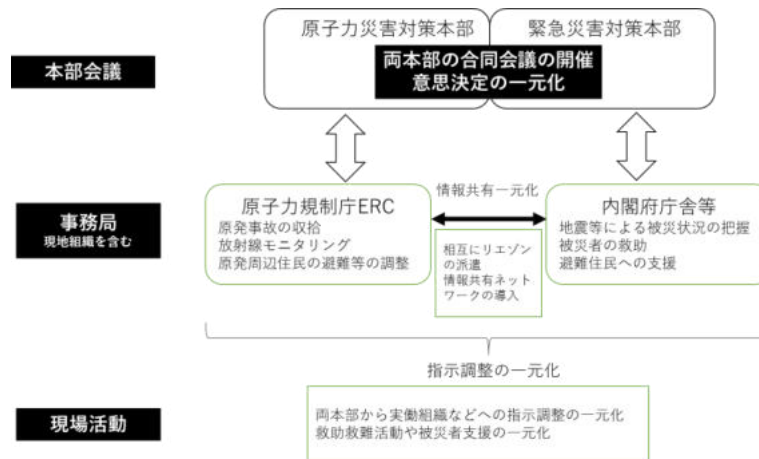 原子力災害対策本部
緊急災害対策本部
本部会議
両本部の合同会議の開催
意思決定の一元化
事務局
現地組織を含む
原子力規制庁ERC
原発事故の収拾
放射線モニタリング
原発周辺住民の避難等の調整
情報共有一元化
相互にリエゾン
の派遣
情報共有ネット
ワークの導入
内閣府庁舎等
地震等による被災状況の把握
被災者の救助
避難住民への支援
指示調整の一元化
現場活動
両本部から実働組織などへの指示調整の一元化
救助救難活動や被災者支援の一元化